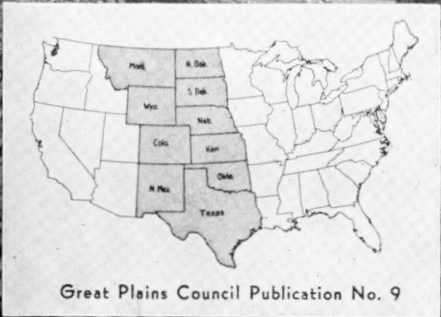 Mont. N. Dak.
S. Dak.
Wyo.
Neb.
Colo. Kan
Okla.
N. Mex.
Texas
Great Plains Council Publication No. 9